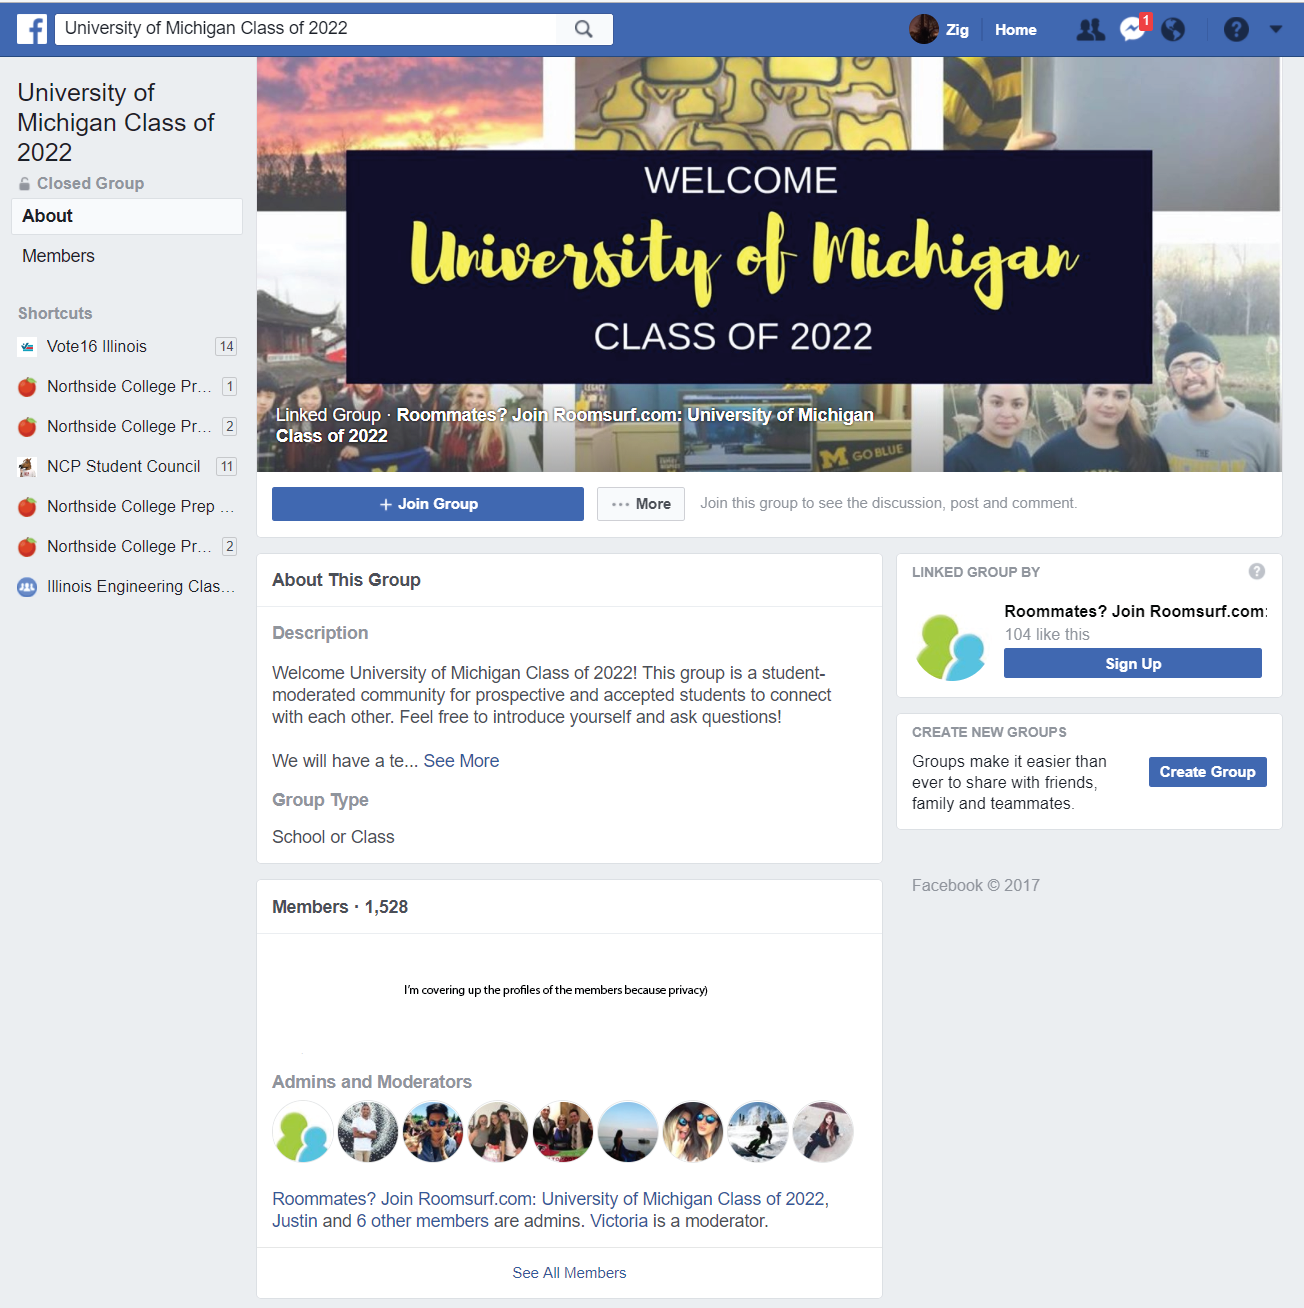 University of Michigan Class of 2022
Zig
Home
1
?
University of
Michigan Class of
2022
Closed Group
About
Members
Shortcuts
Vote16 Illinois 14
Northside College Pr... 1
Northside College Pr... 2
NCP Student Council 11
Northside College Prep ...
Northside College Pr... 2
Illinois Engineering Clas...
WELCOME
University of Michigan
CLASS OF 2022
M GO BLUE
Linked Group · Roommates? Join Roomsurf.com: University of Michigan
Class of 2022
+ Join Group
··· More
Join this group to see the discussion, post and comment.
About This Group
Description
Welcome University of Michigan Class of 2022! This group is a student-
moderated community for prospective and accepted students to connect
with each other. Feel free to introduce yourself and ask questions!
We will have a te... See More
Group Type
School or Class
Members · 1,528
I'm covering up the profiles of the members because privacy)
Admins and Moderators
Roommates? Join Roomsurf.com: University of Michigan Class of 2022,
Justin and 6 other members are admins. Victoria is a moderator.
See All Members
LINKED GROUP BY
?
Roommates? Join Roomsurf.com:
104 like this
Sign Up
CREATE NEW GROUPS
Groups make it easier than
ever to share with friends,
family and teammates.
Create Group
Facebook © 2017